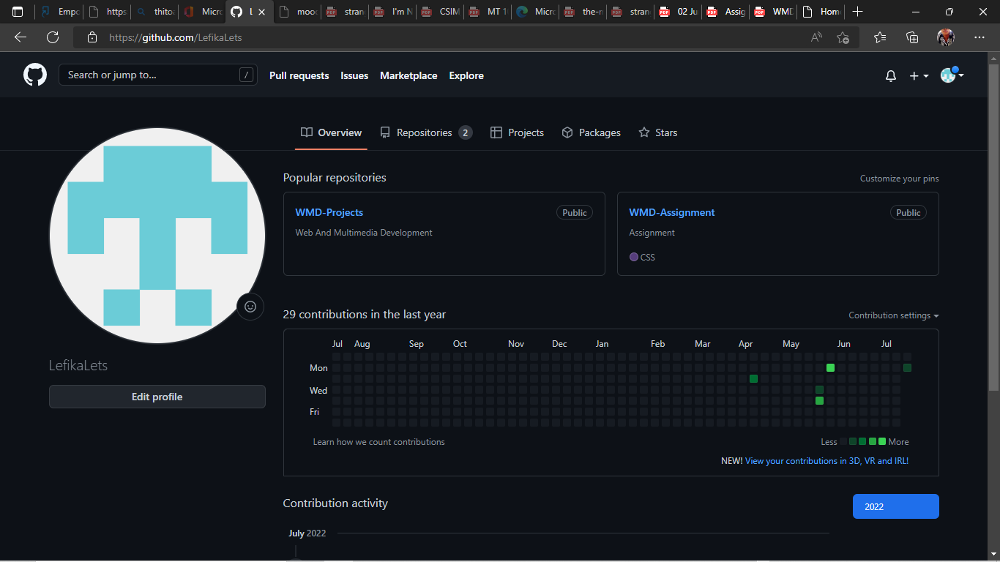 Empo
https
thito
Micro
L
mooc
stran
I'm N
CSIM
MT 1
Micro
the-n
stran
02 Ju
Assig
WMD
Home
https://github.com/LefikaLets
Search or jump to...
/
Pull requests
Issues
Marketplace
Explore
Overview
Repositories 2
Projects
Packages
Stars
Popular repositories
Customize your pins
WMD-Projects
Public
Web And Multimedia Development
WMD-Assignment
Public
Assignment
CSS
LefikaLets
Edit profile
29 contributions in the last year
Contribution settings
Jul Aug Sep Oct Nov Dec Jan Feb Mar Apr May Jun Jul
Mon
Wed
Fri
Learn how we count contributions
Less More
NEW! View your contributions in 3D, VR and IRL!
Contribution activity
2022
July 2022